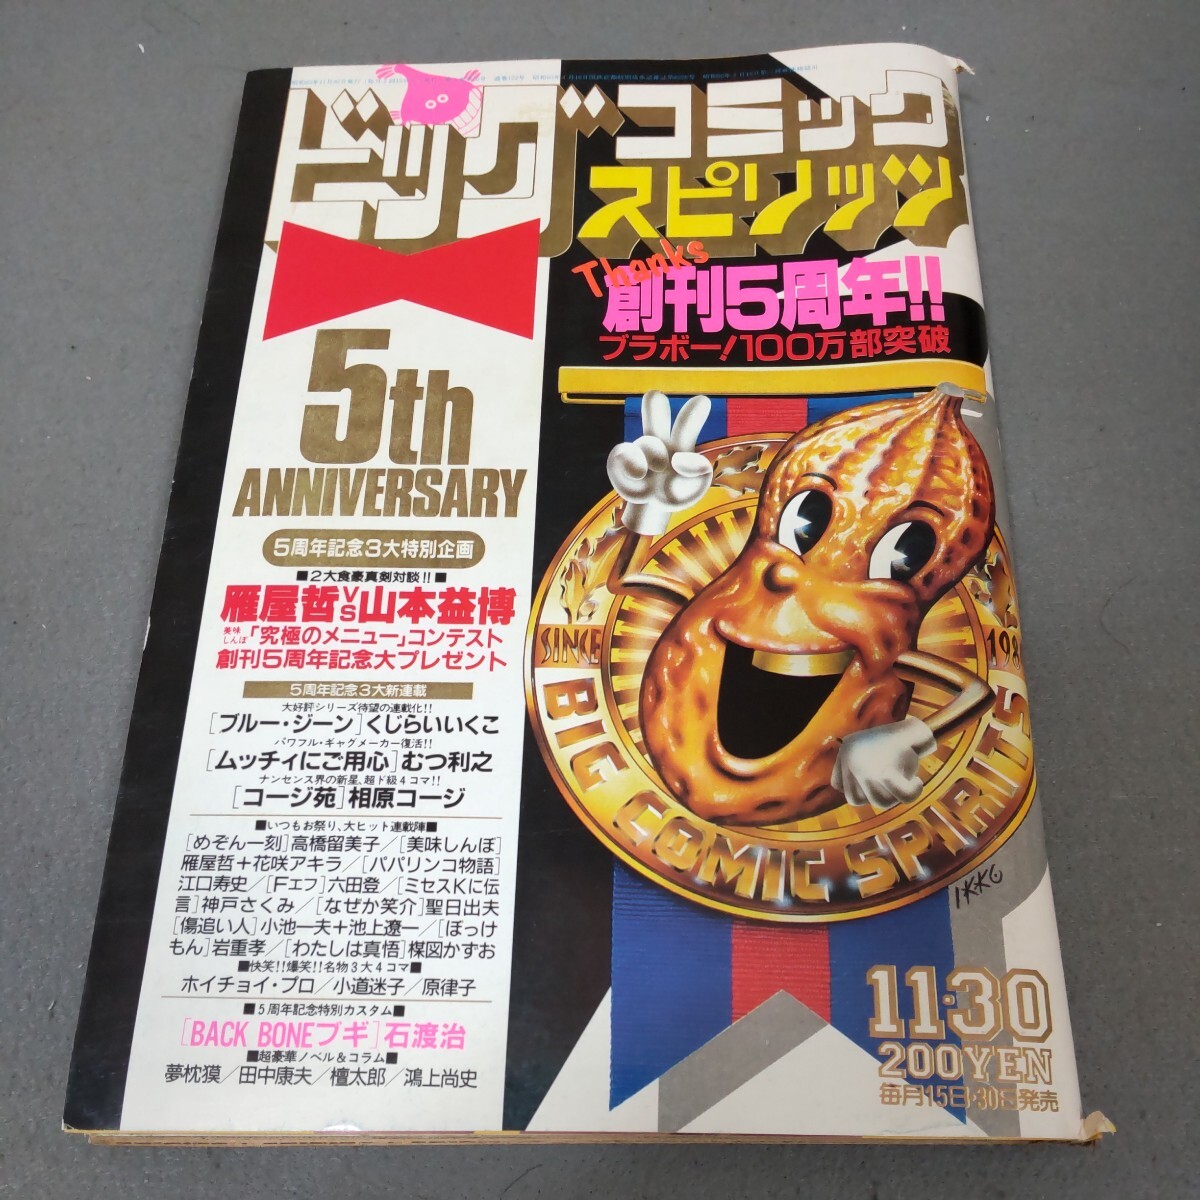 ビッグコミック
スピリッツ
Thanks
創刊5周年!!
ブラボー!100万部突破
5th
ANNIVERSARY
5周年記念3大特別企画
■2大食豪真剣対談!!■
雁屋哲VS山本益博
美味しんぼ「究極のメニュー」コンテスト
創刊5周年記念大プレゼント
5周年記念3大新連載
大好評シリーズ待望の連載化!!
[ブルー・ジーン]くじらいいくこ
パワフル・ギャグメーカー復活!!
[ムッチィにご用心]むつ利之
ナンセンス界の新星、超ド級4コマ!!
[コージ苑]相原コージ
■いつもお祭り、大ヒット連載陣■
[めぞん一刻]高橋留美子/[美味しんぼ]
雁屋哲+花咲アキラ/[パパリンコ物語]
江口寿史/[Fエフ]六田登/[ミセスKに伝
言]神戸さくみ/[なぜか笑介]聖日出夫
[傷追い人]小池一夫+池上遼一/[ぼっけ
もん]岩重孝/[わたしは真悟]楳図かずお
■快笑!!爆笑!!名物3大4コマ■
ホイチョイ・プロ/小道迷子/原律子
■5周年記念特別カスタム■
[BACK BONEブギ]石渡治
■超豪華ノベル&コラム■
夢枕獏/田中康夫/檀太郎/鴻上尚史
SINCE 198
BIG COMIC SPIRITS
IKKO
11・30
200YEN
毎月15日・30日発売